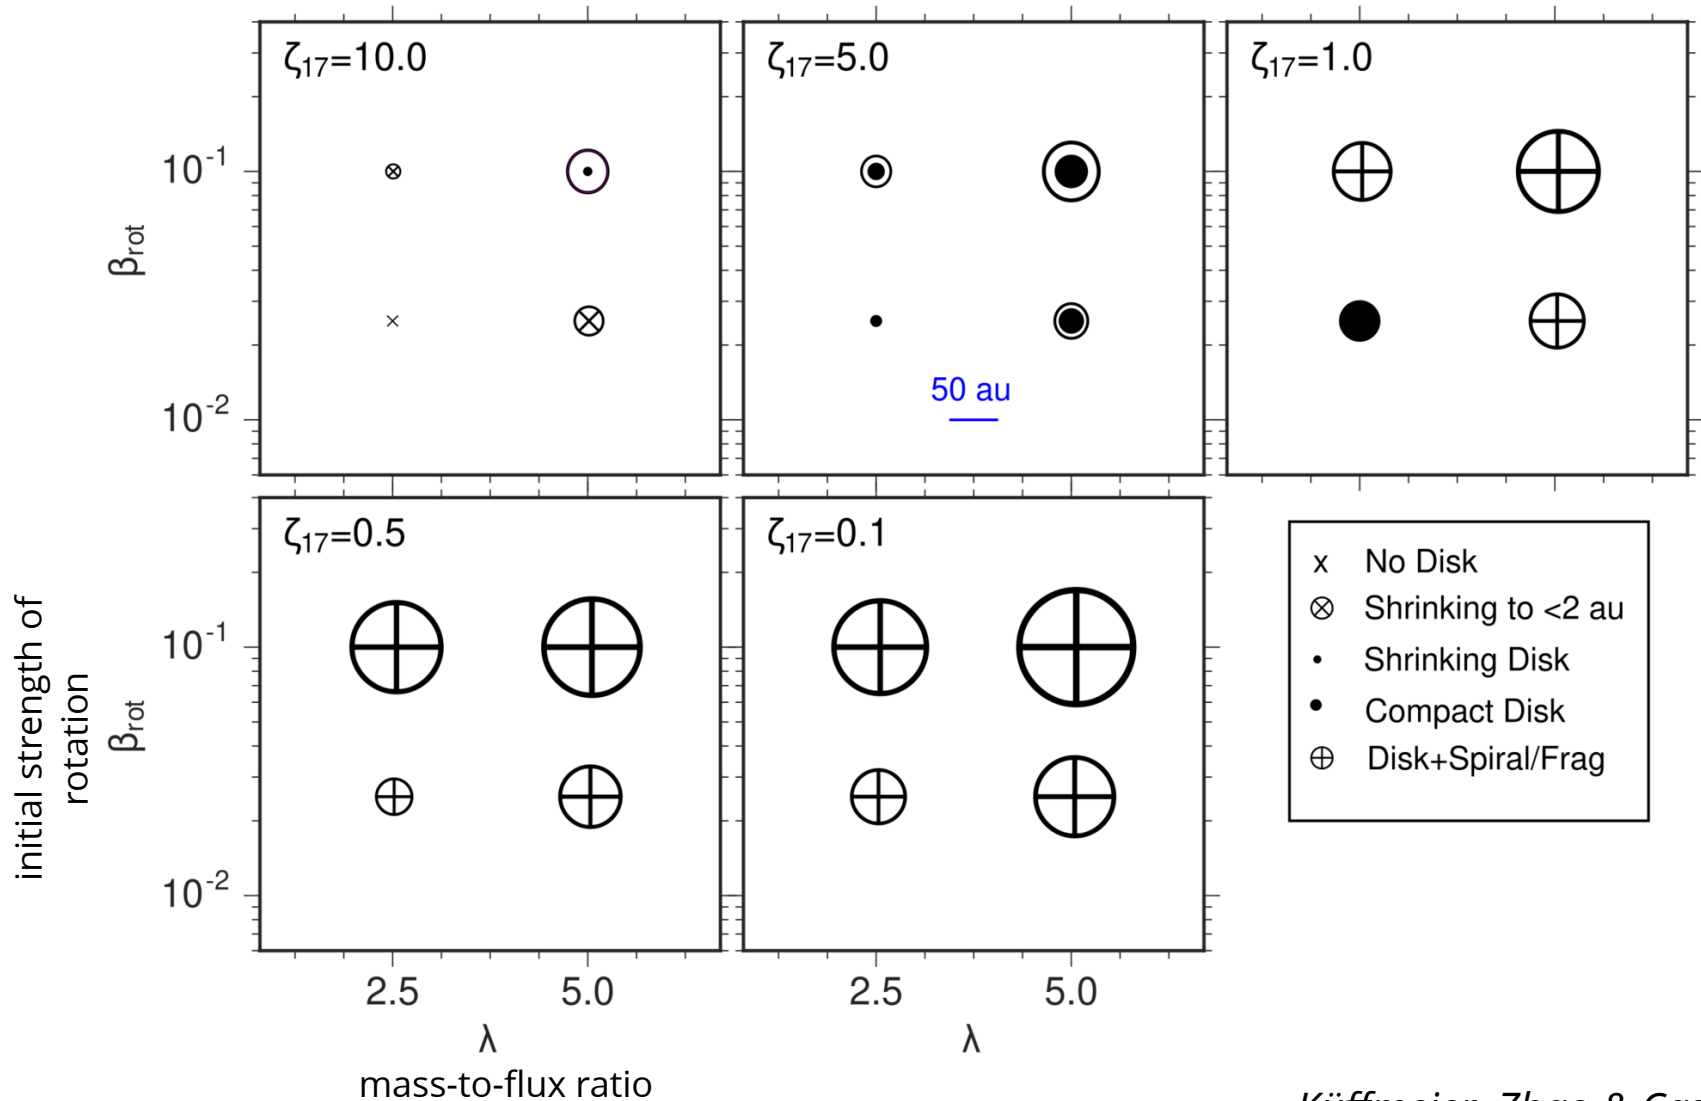 ζ17=10.0
ζ17=5.0
ζ17=1.0
10-1
βrot
10-2
50 au
ζ17=0.5
ζ17=0.1
10-1
βrot
10-2
initial strength of
rotation
x No Disk
⊗ Shrinking to <2 au
• Shrinking Disk
● Compact Disk
⊕ Disk+Spiral/Frag
2.5 5.0
2.5 5.0
λ
λ
mass-to-flux ratio